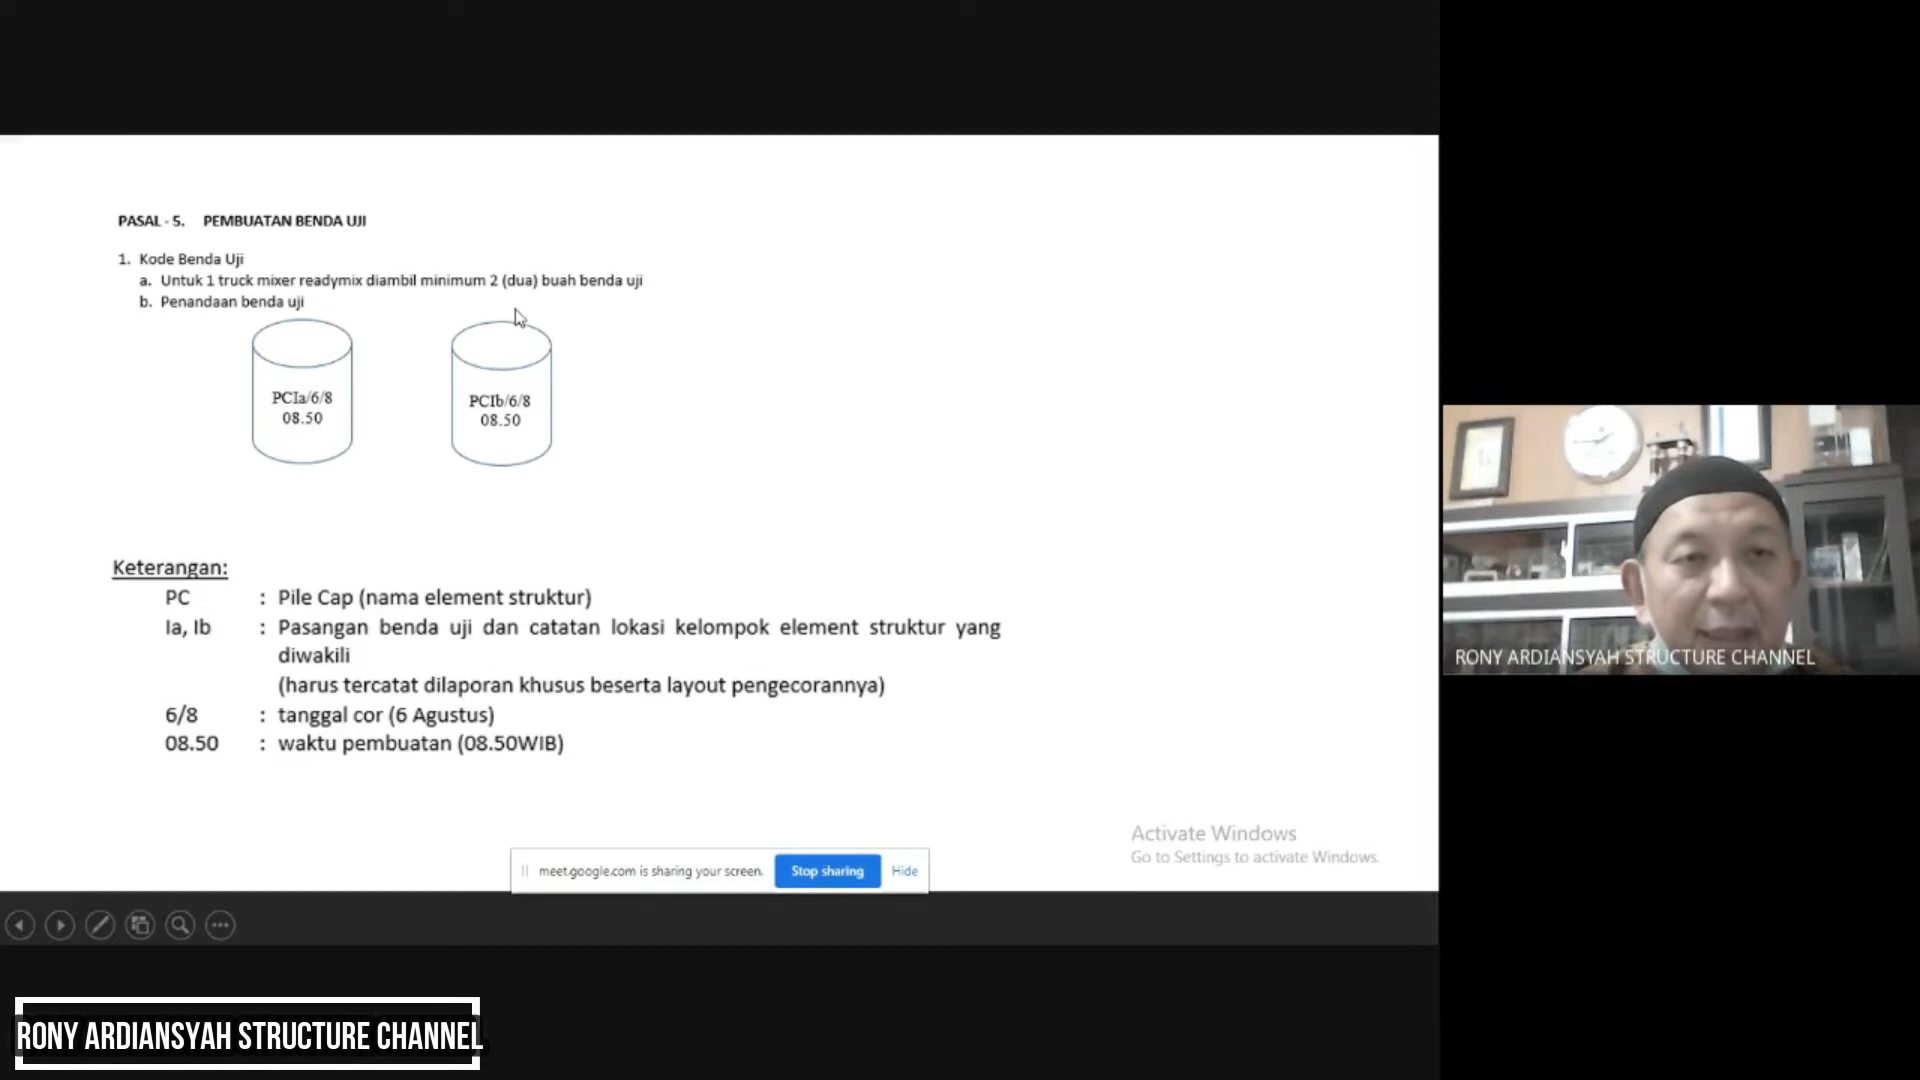 PASAL - 5. PEMBUATAN BENDA UJI
1. Kode Benda Uji
a. Untuk 1 truck mixer readymix diambil minimum 2 (dua) buah benda uji
b. Penandaan benda uji
PCIa/6/8
08.50
PCIb/6/8
08.50
Keterangan:
PC : Pile Cap (nama element struktur)
Ia, Ib : Pasangan benda uji dan catatan lokasi kelompok element struktur yang
diwakili
(harus tercatat dilaporan khusus beserta layout pengecorannya)
6/8 : tanggal cor (6 Agustus)
08.50 : waktu pembuatan (08.50WIB)
Activate Windows
Go to Settings to activate Windows.
meet.google.com is sharing your screen. Stop sharing Hide
RONY ARDIANSYAH STRUCTURE CHANNEL
RONY ARDIANSYAH STRUCTURE CHANNEL